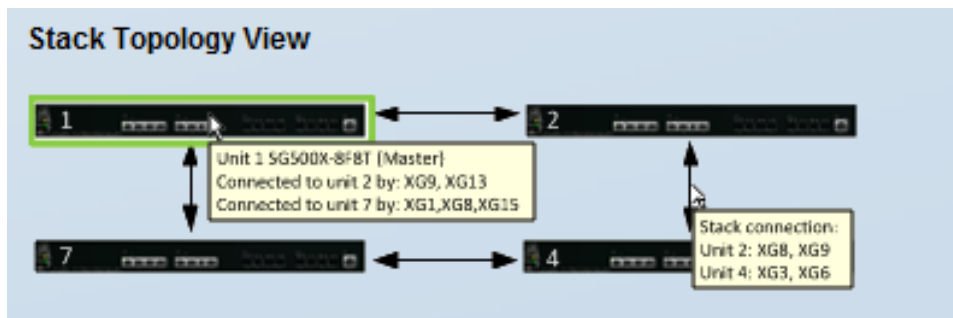 Stack Topology View
1
2
Unit 1 SG500X-8F8T (Master)
Connected to unit 2 by: XG9, XG13
Connected to unit 7 by: XG1,XG8,XG15
Stack connection:
Unit 2: XG8, XG9
Unit 4: XG3, XG6
7
4